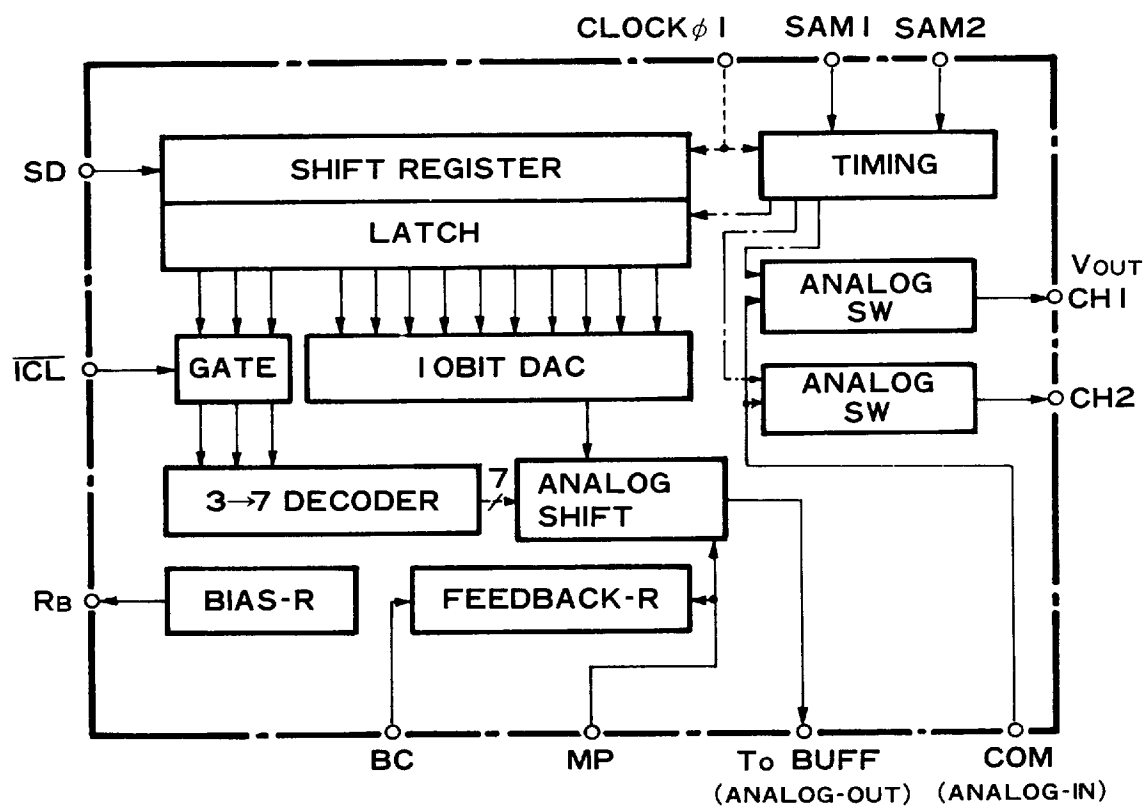 CLOCKφ1 SAM1 SAM2
SD
SHIFT REGISTER
TIMING
LATCH
ANALOG
SW
VOUT
CH1
ICL
GATE
10BIT DAC
ANALOG
SW
CH2
3→7 DECODER
7
ANALOG
SHIFT
RB
BIAS-R
FEEDBACK-R
BC
MP
To BUFF
(ANALOG-OUT)
COM
(ANALOG-IN)